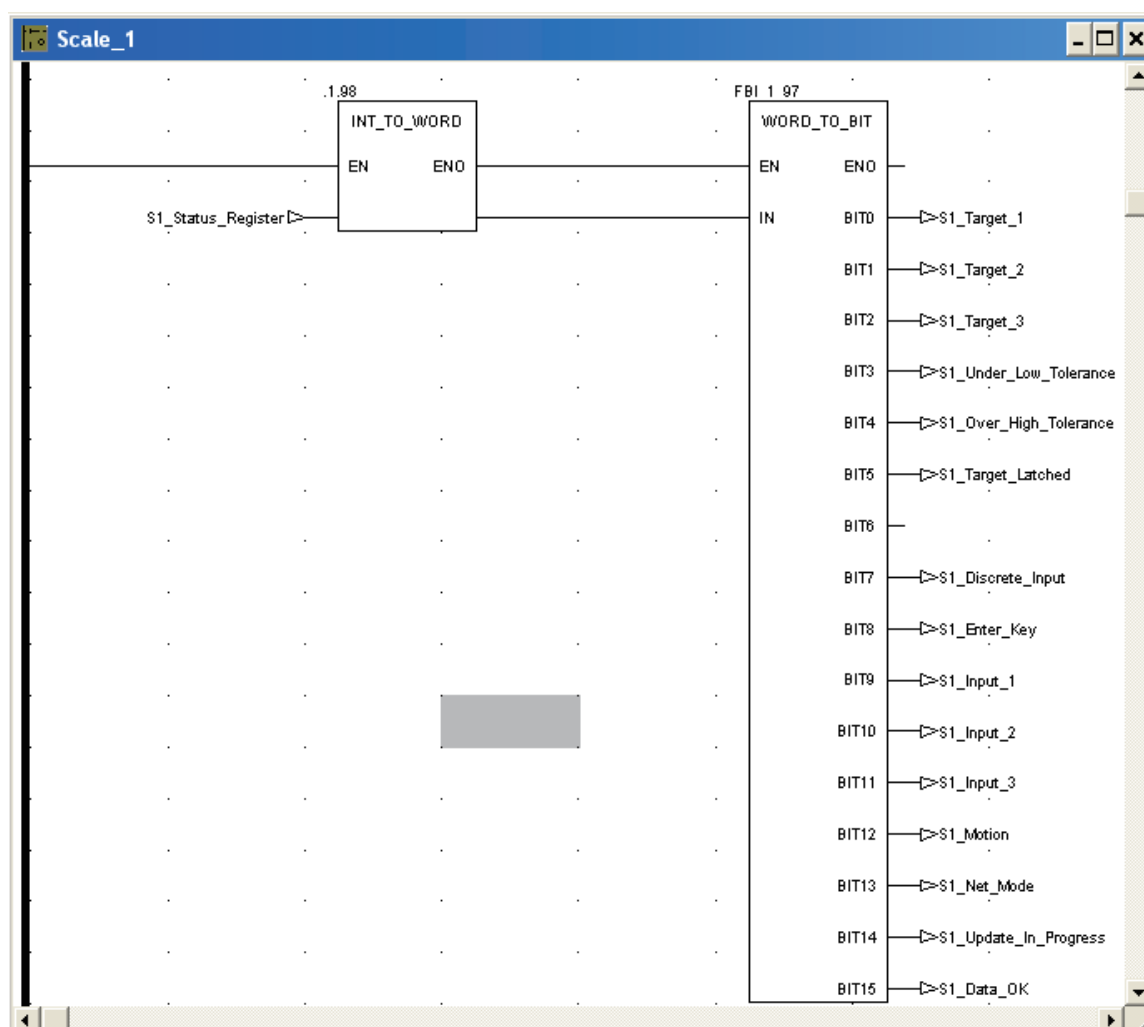 Scale_1
.1.98
FBI_1_97
INT_TO_WORD
WORD_TO_BIT
EN ENO
EN ENO
S1_Status_Register
IN BIT0 S1_Target_1
BIT1 S1_Target_2
BIT2 S1_Target_3
BIT3 S1_Under_Low_Tolerance
BIT4 S1_Over_High_Tolerance
BIT5 S1_Target_Latched
BIT6
BIT7 S1_Discrete_Input
BIT8 S1_Enter_Key
BIT9 S1_Input_1
BIT10 S1_Input_2
BIT11 S1_Input_3
BIT12 S1_Motion
BIT13 S1_Net_Mode
BIT14 S1_Update_In_Progress
BIT15 S1_Data_OK